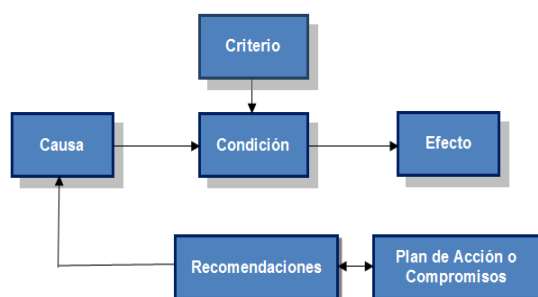 Criterio
Causa
Condición
Efecto
Recomendaciones
Plan de Acción o
Compromisos